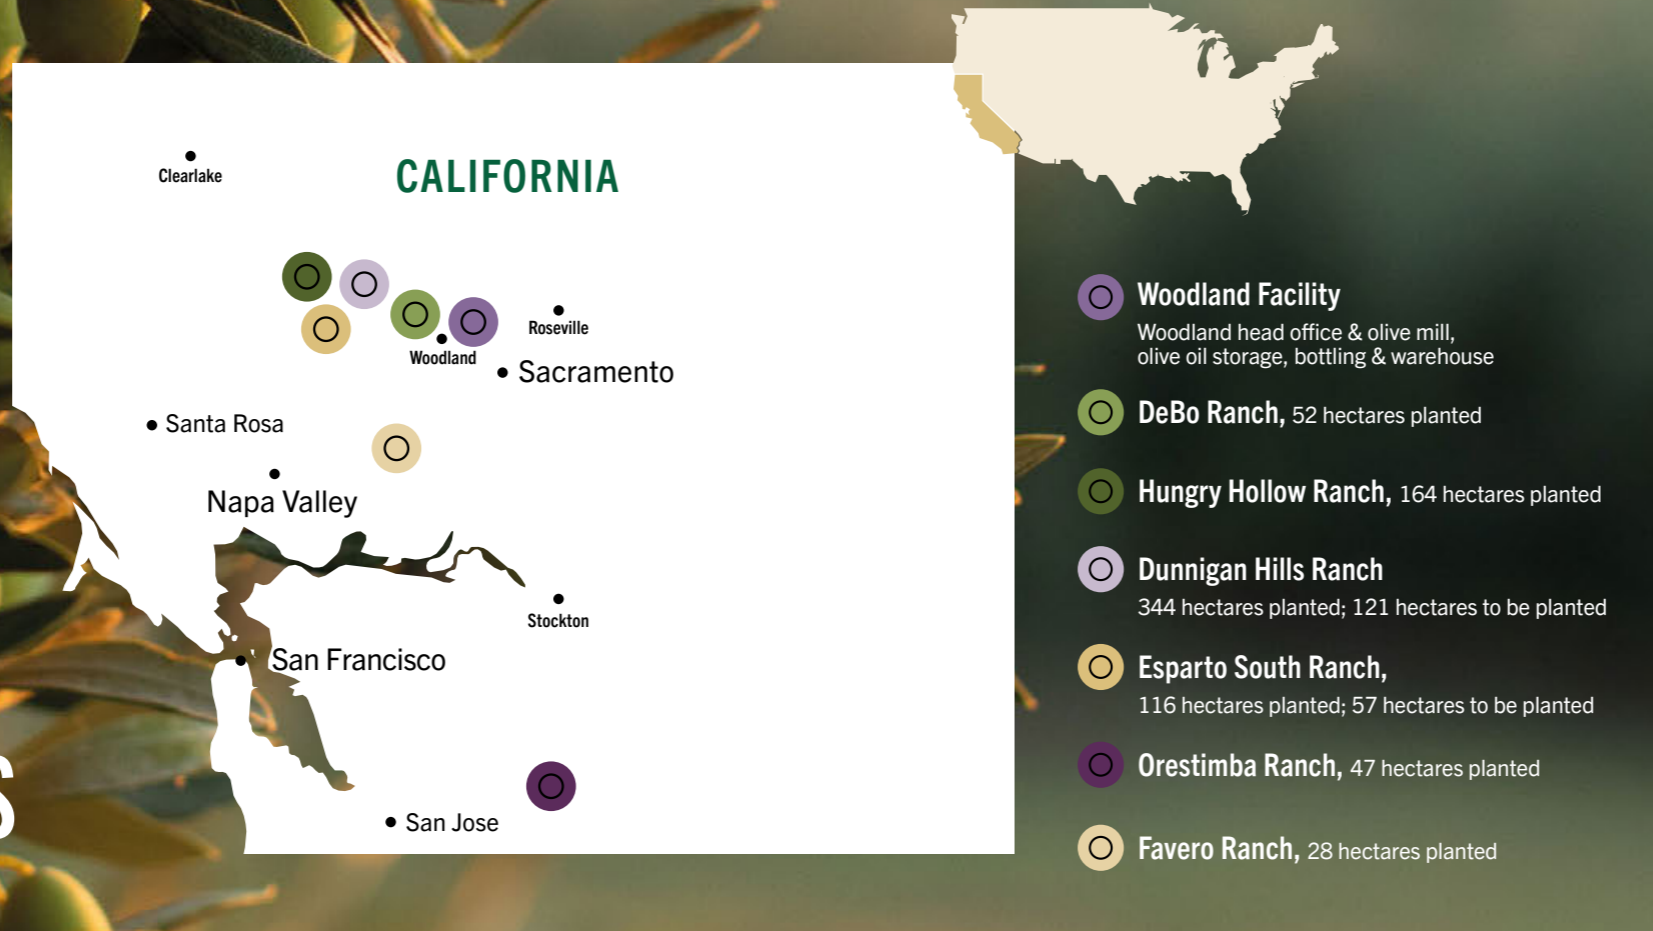 CALIFORNIA
Clearlake
Roseville
Woodland
Sacramento
Santa Rosa
Napa Valley
Stockton
San Francisco
San Jose
S
Woodland Facility
Woodland head office & olive mill,
olive oil storage, bottling & warehouse
DeBo Ranch, 52 hectares planted
Hungry Hollow Ranch, 164 hectares planted
Dunnigan Hills Ranch
344 hectares planted; 121 hectares to be planted
Esparto South Ranch,
116 hectares planted; 57 hectares to be planted
Orestimba Ranch, 47 hectares planted
Favero Ranch, 28 hectares planted